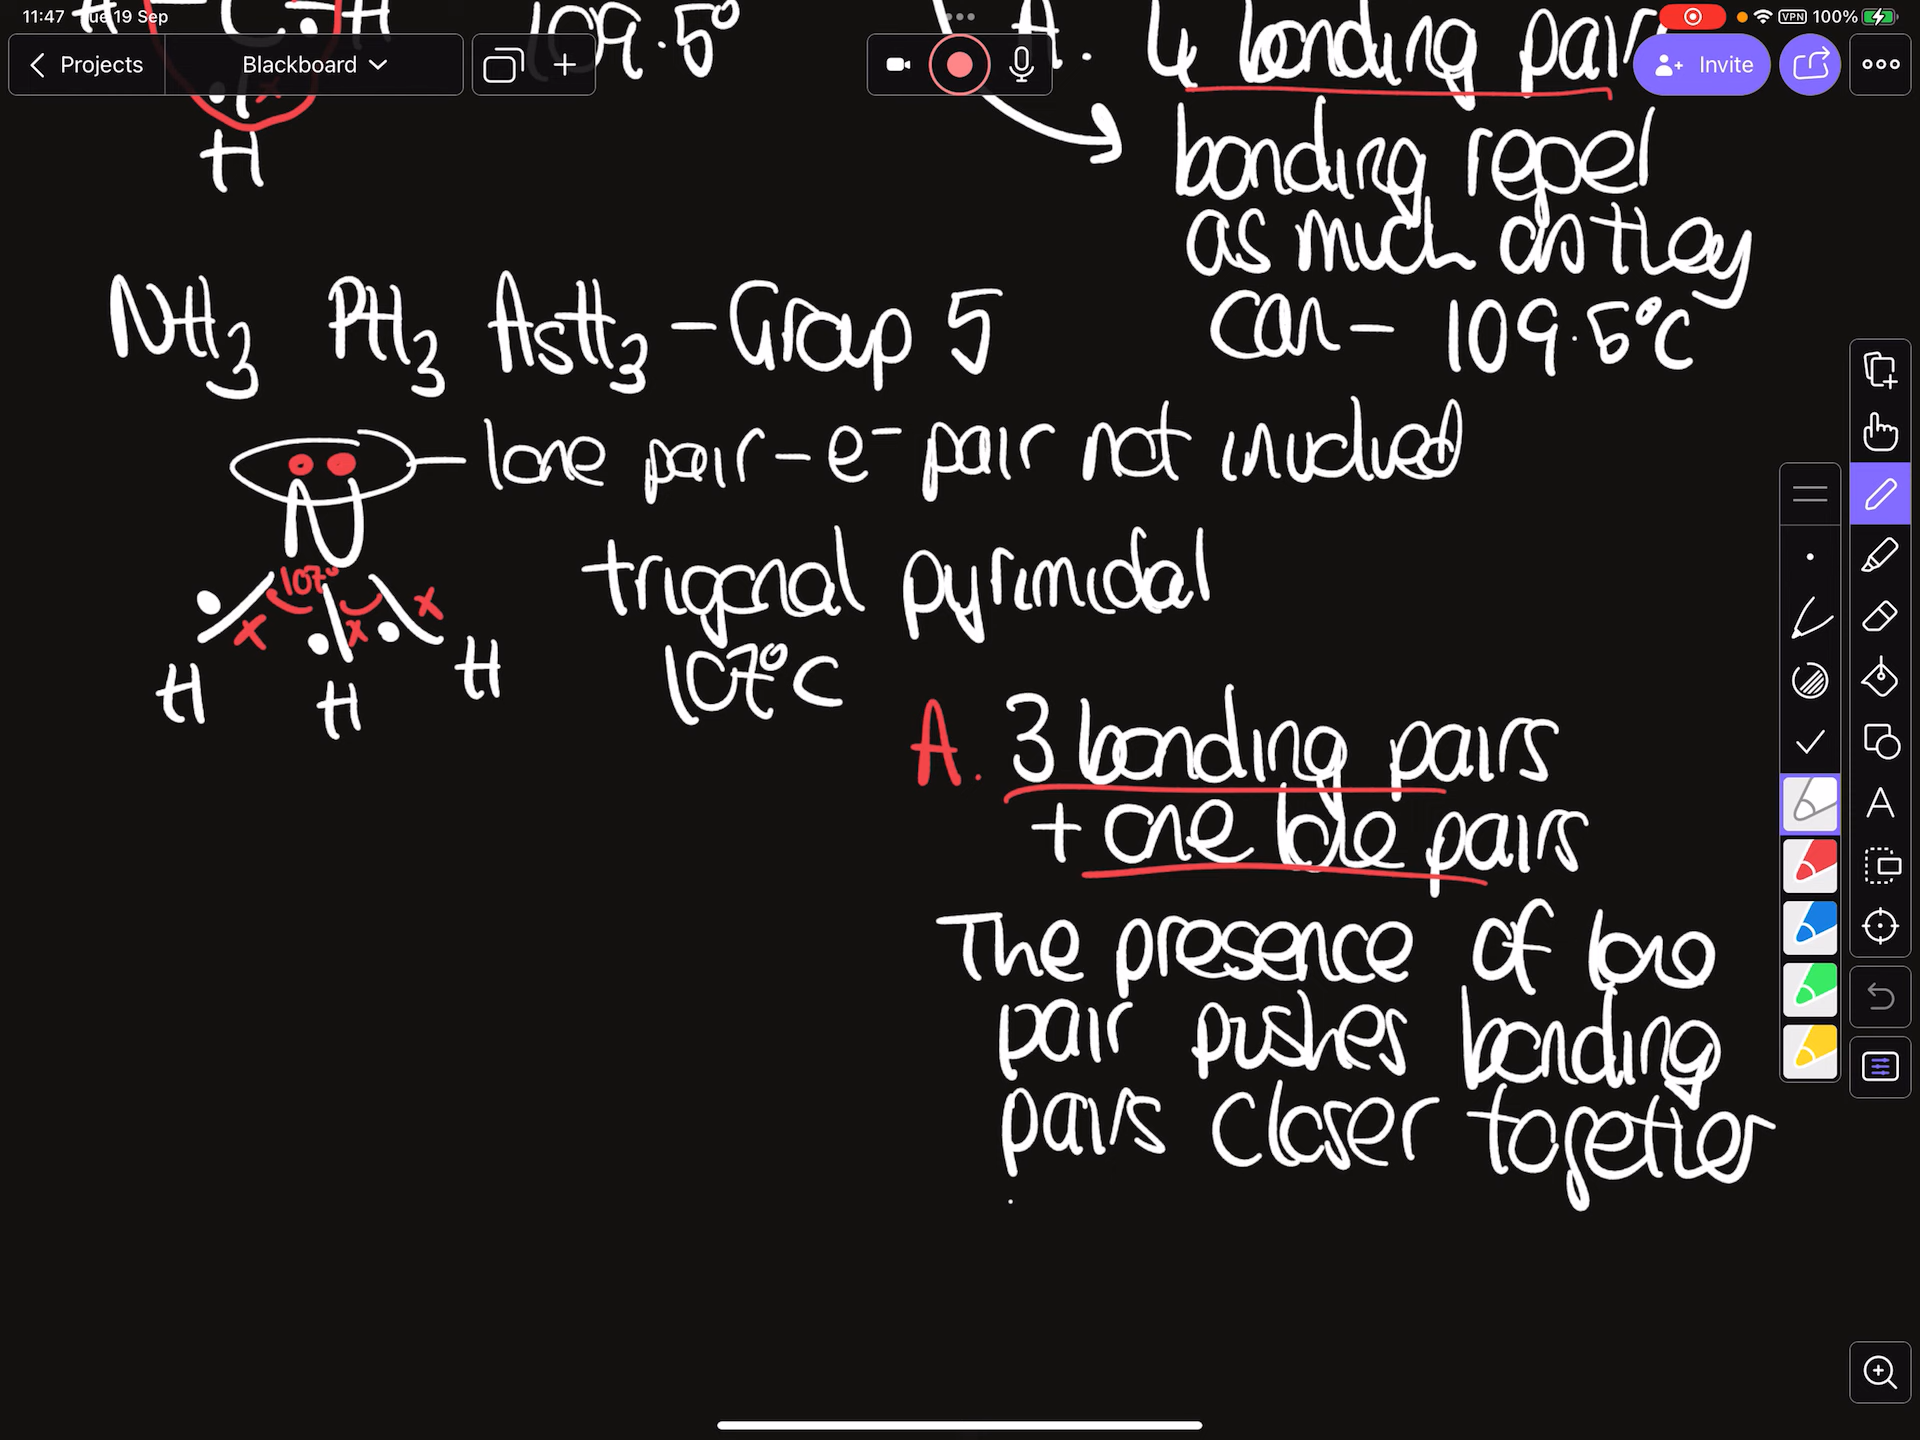 11:47 Tue 19 Sep
100%
VPN
Projects
Blackboard
Invite
H C H 109.5°
H
A. 4 bonding pairs
bonding repel
as much as they
can - 109.5°C
NH3 PH3 AsH3 - Group 5
lone pair - e- pair not involved
N
107°
x x x
H H H
trigonal pyrimidal
107°C
A. 3 bonding pairs
+ one lone pairs
The presence of lone
pair pushes bonding
pairs closer together
A